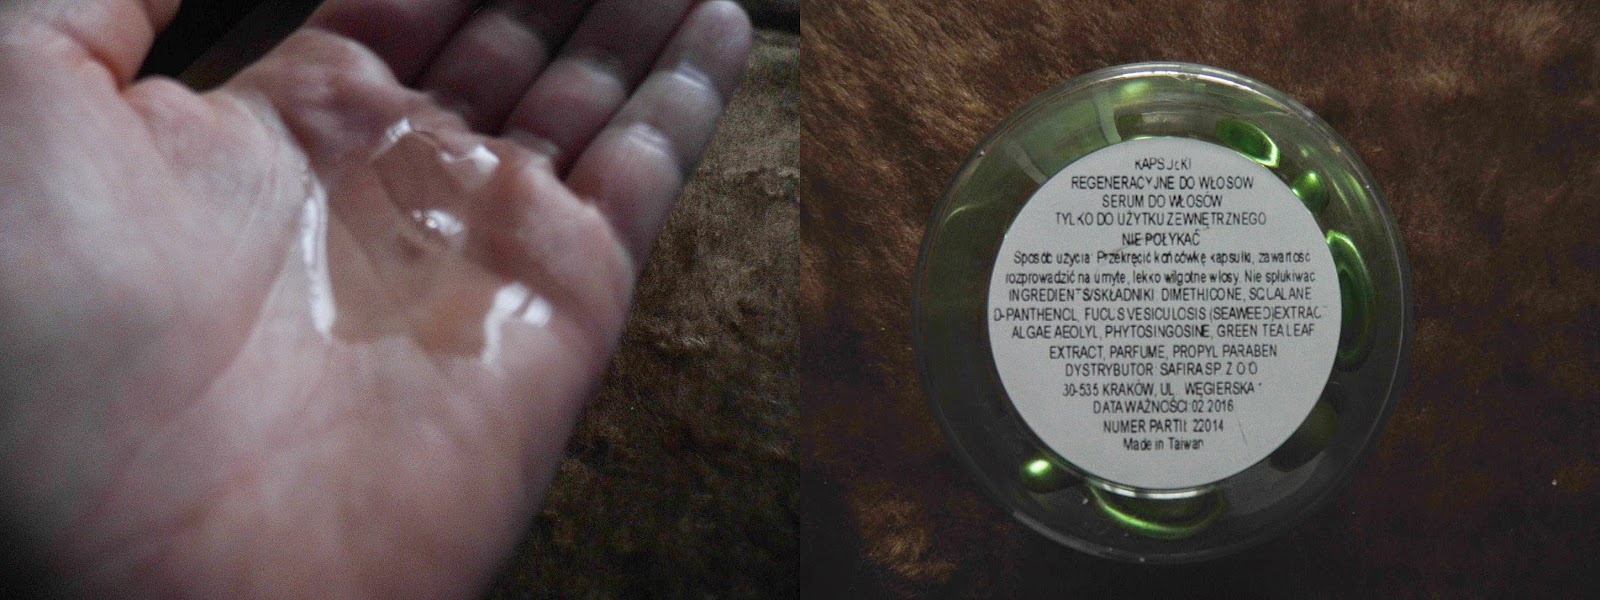 KAPSUŁKI
REGENERACYJNE DO WŁOSOW
SERUM DO WŁOSÓW
TYLKO DO UŻYTKU ZEWNĘTRZNEGO
NIE POŁYKAĆ
Sposób użycia: Przekręcić końcówkę kapsułki, zawartość
rozprowadzić na umyte, lekko wilgotne włosy. Nie spłukiwać
INGREDIENTS/SKŁADNIKI: DIMETHICONE, SQUALANE,
D-PANTHENOL, FUCUS VESICULOSIS (SEAWEED)EXTRACT
ALGAE AEOLYL, PHYTOSINGOSINE, GREEN TEA LEAF
EXTRACT, PARFUME, PROPYL PARABEN
DYSTRYBUTOR: SAFIRA SP. Z O.O
30-535 KRAKÓW, UL. WĘGIERSKA
DATA WAŻNOŚCI: 02.2016
NUMER PARTII: 22014
Made in Taiwan